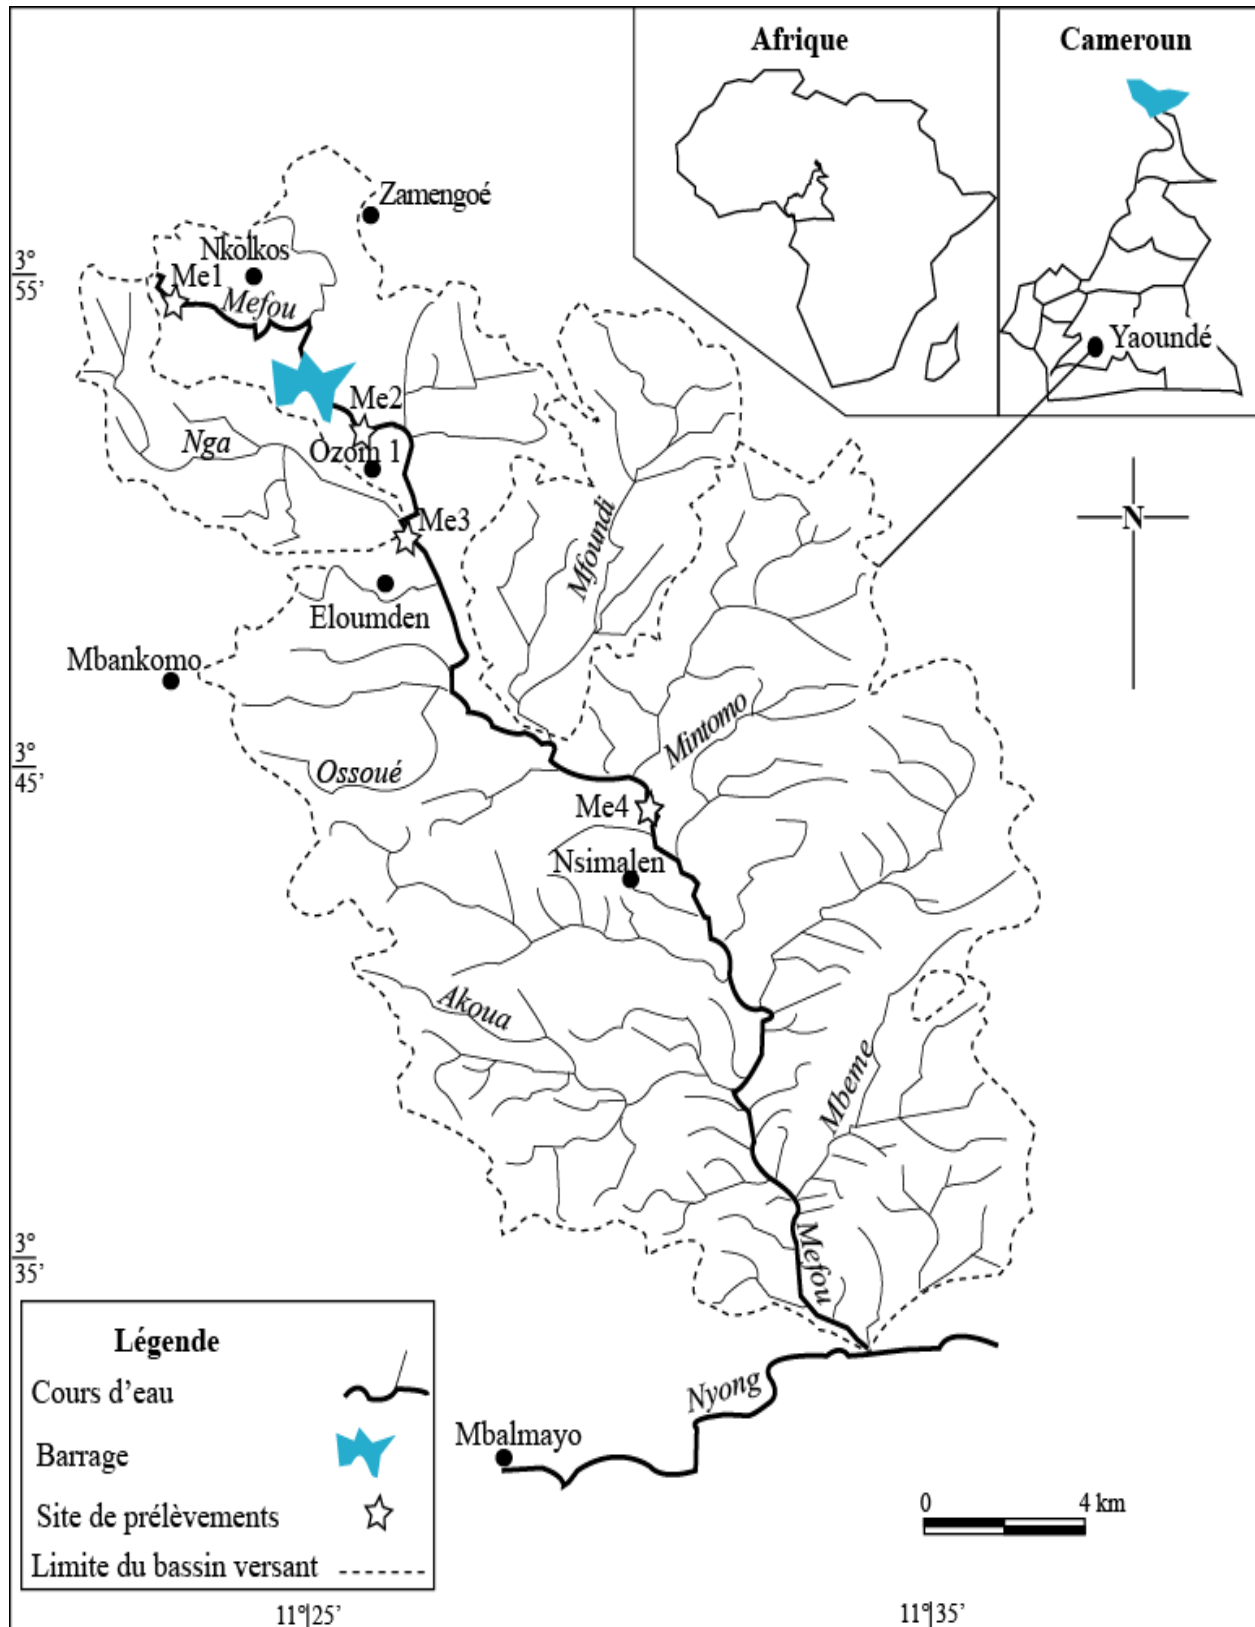 Afrique
Cameroun
Yaoundé
Zamengoé
Nkolkos
3°
55’
Me1
Mefou
Me2
Nga
Ozom 1
Me3
N
Mfoundi
Eloumden
Mbankomo
Mintomo
3°
45’
Ossoué
Me4
Nsimalen
Akoua
Mbeme
Mefou
3°
35’
Nyong
Mbalmayo
Légende
Cours d’eau
Barrage
Site de prélèvements
Limite du bassin versant
0 4 km
11° 25’
11° 35’